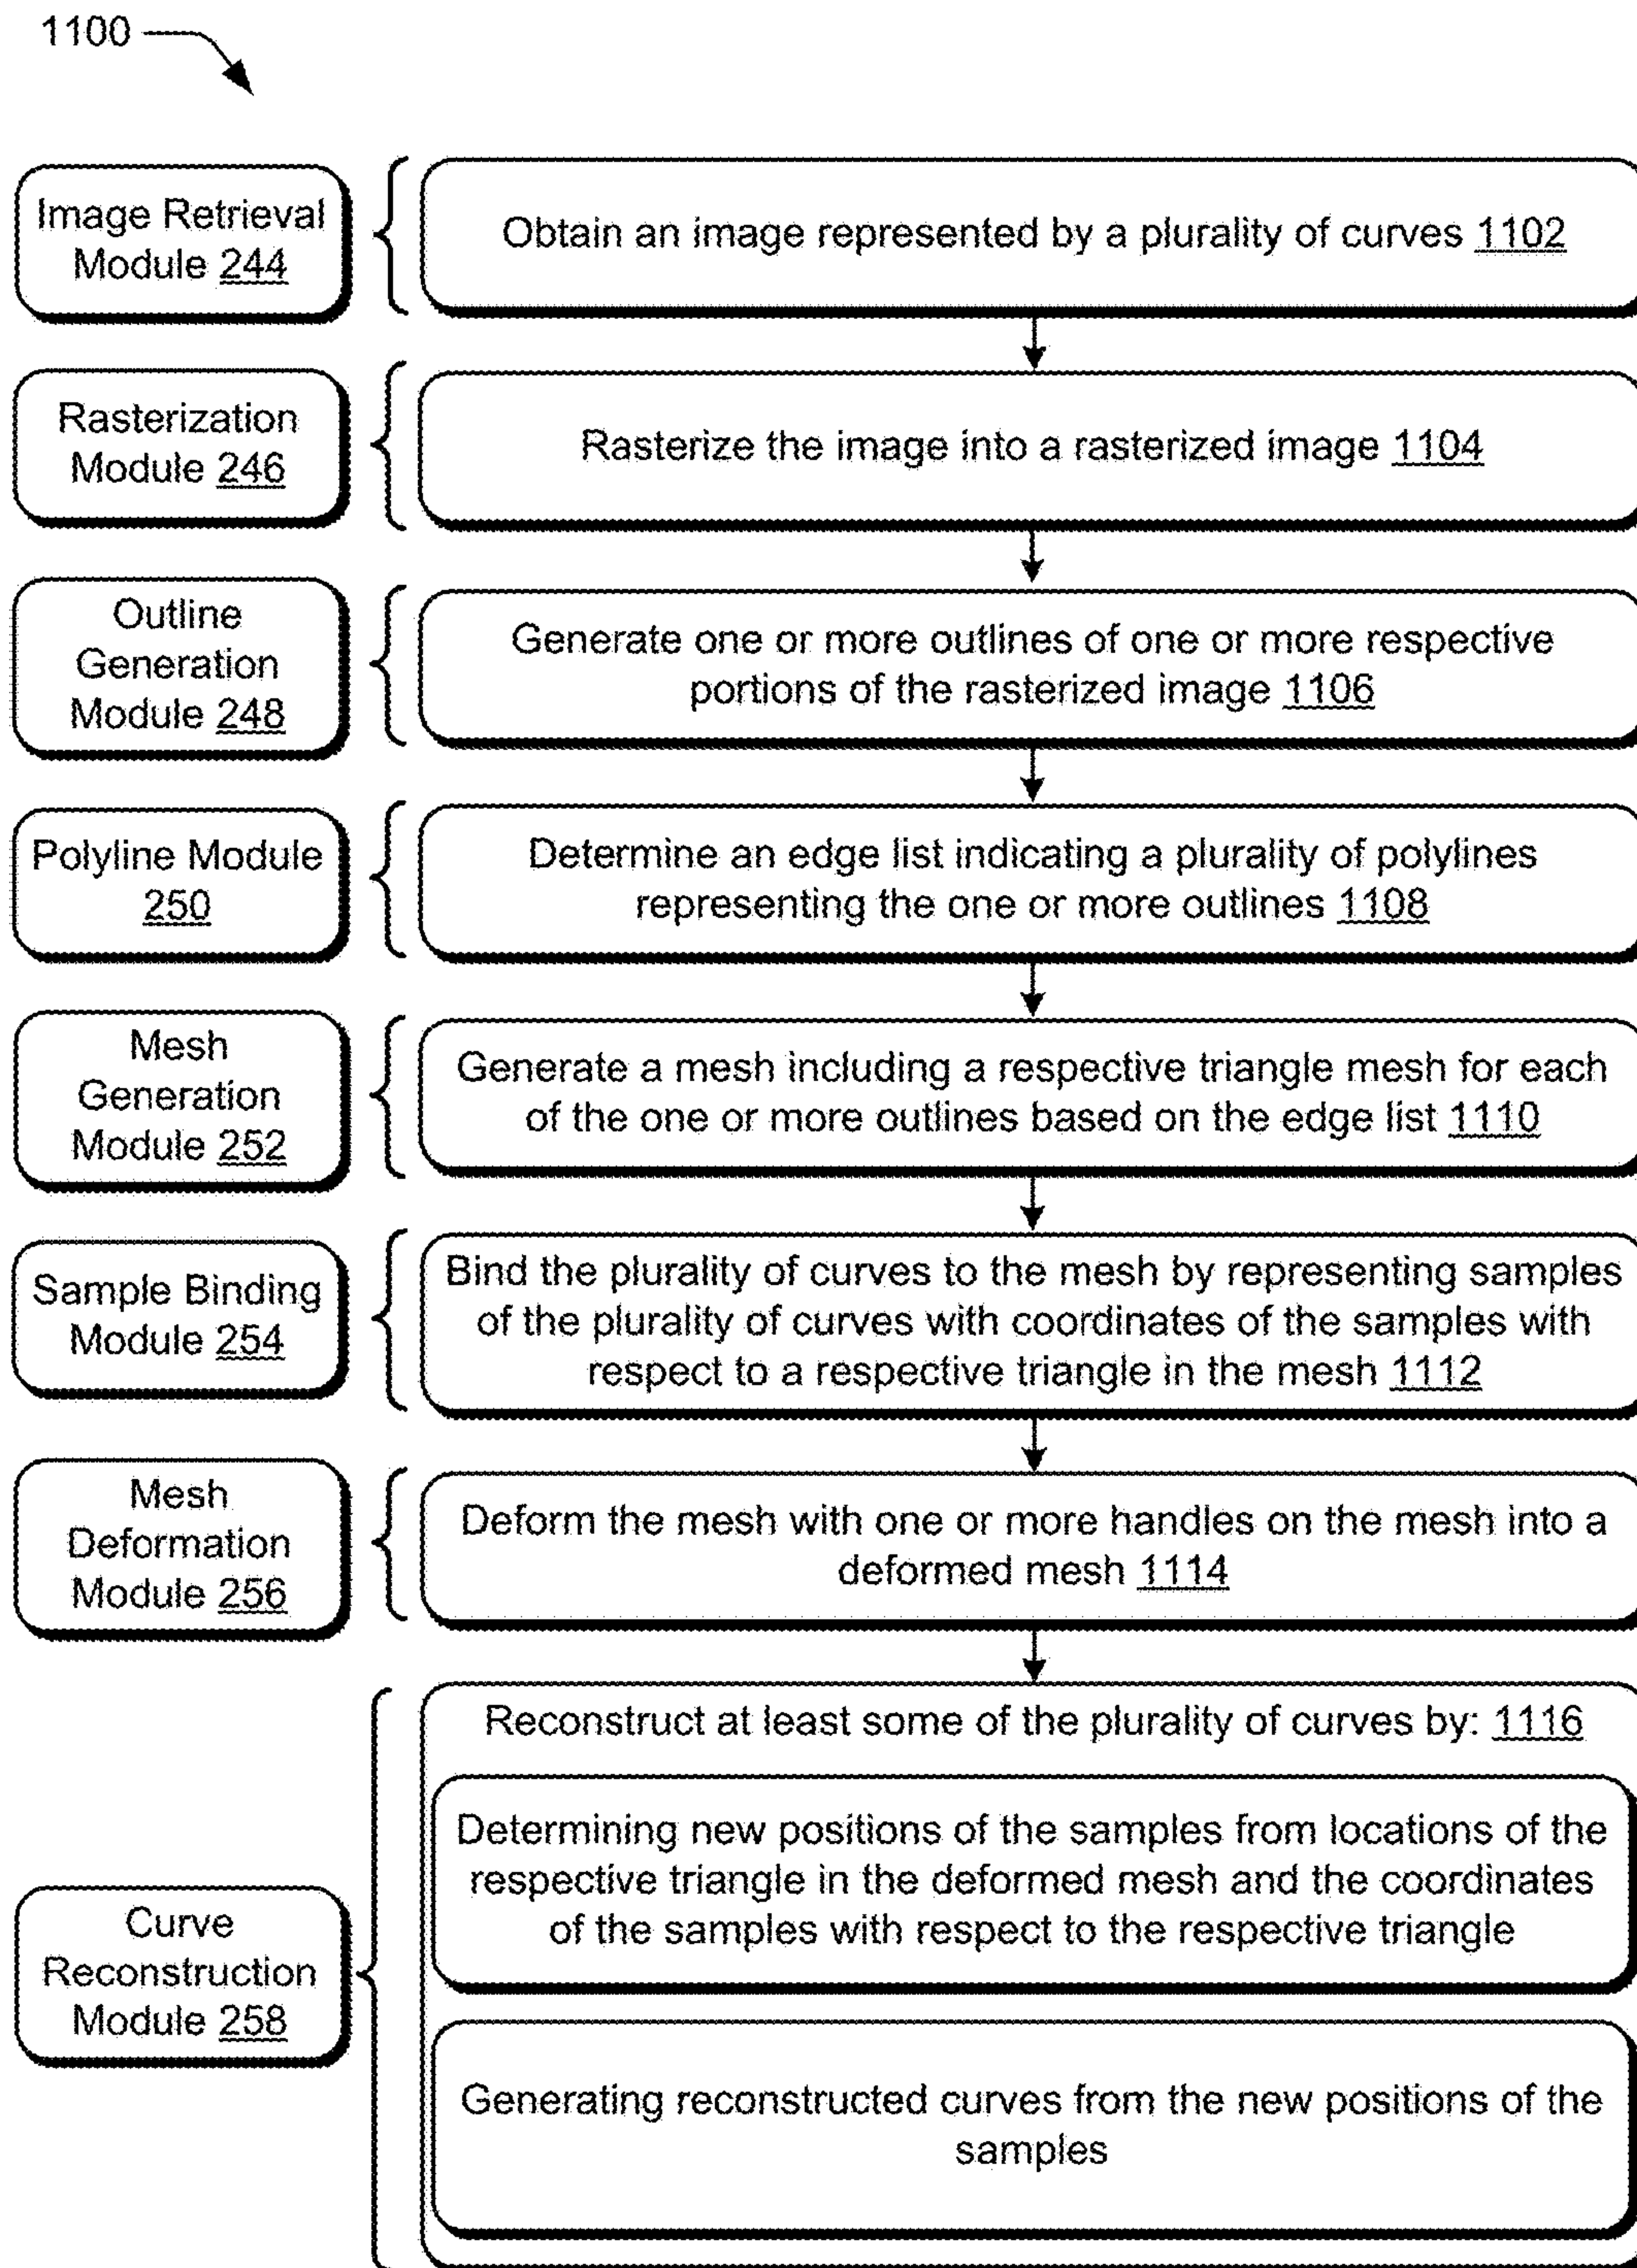 1100
Image Retrieval
Module 244
Obtain an image represented by a plurality of curves 1102
Rasterization
Module 246
Rasterize the image into a rasterized image 1104
Outline
Generation
Module 248
Generate one or more outlines of one or more respective
portions of the rasterized image 1106
Polyline Module
250
Determine an edge list indicating a plurality of polylines
representing the one or more outlines 1108
Mesh
Generation
Module 252
Generate a mesh including a respective triangle mesh for each
of the one or more outlines based on the edge list 1110
Sample Binding
Module 254
Bind the plurality of curves to the mesh by representing samples
of the plurality of curves with coordinates of the samples with
respect to a respective triangle in the mesh 1112
Mesh
Deformation
Module 256
Deform the mesh with one or more handles on the mesh into a
deformed mesh 1114
Curve
Reconstruction
Module 258
Reconstruct at least some of the plurality of curves by: 1116
Determining new positions of the samples from locations of the
respective triangle in the deformed mesh and the coordinates
of the samples with respect to the respective triangle
Generating reconstructed curves from the new positions of the
samples